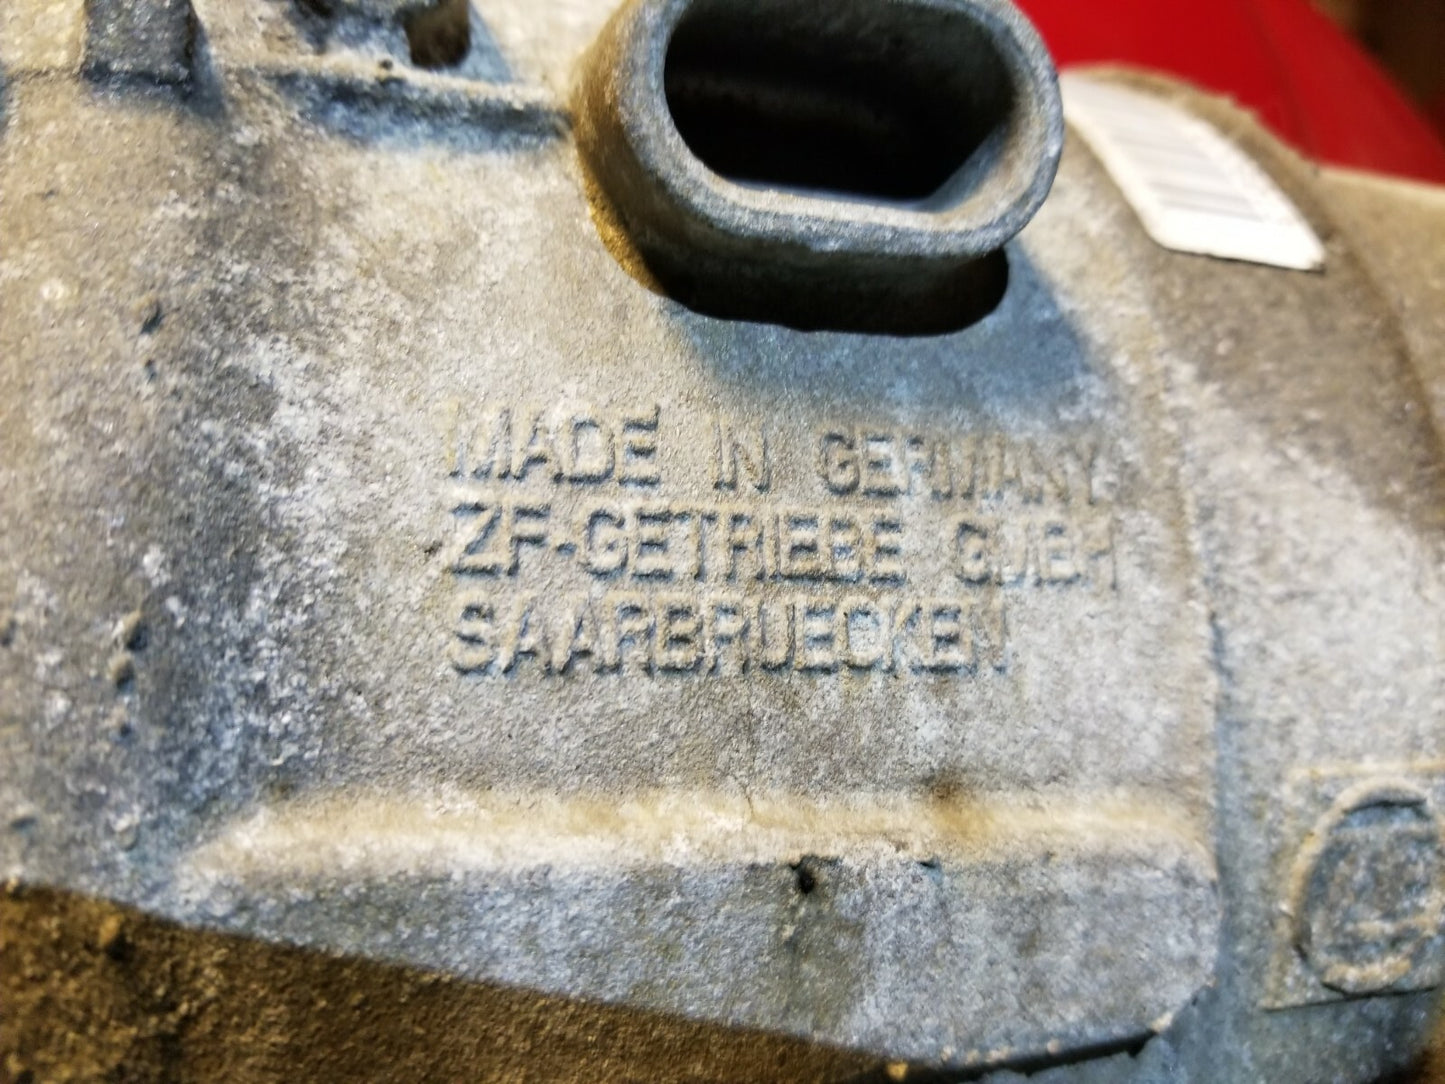 MADE IN GERMANY
ZF-GETRIEBE GMBH
SAARBRUECKEN